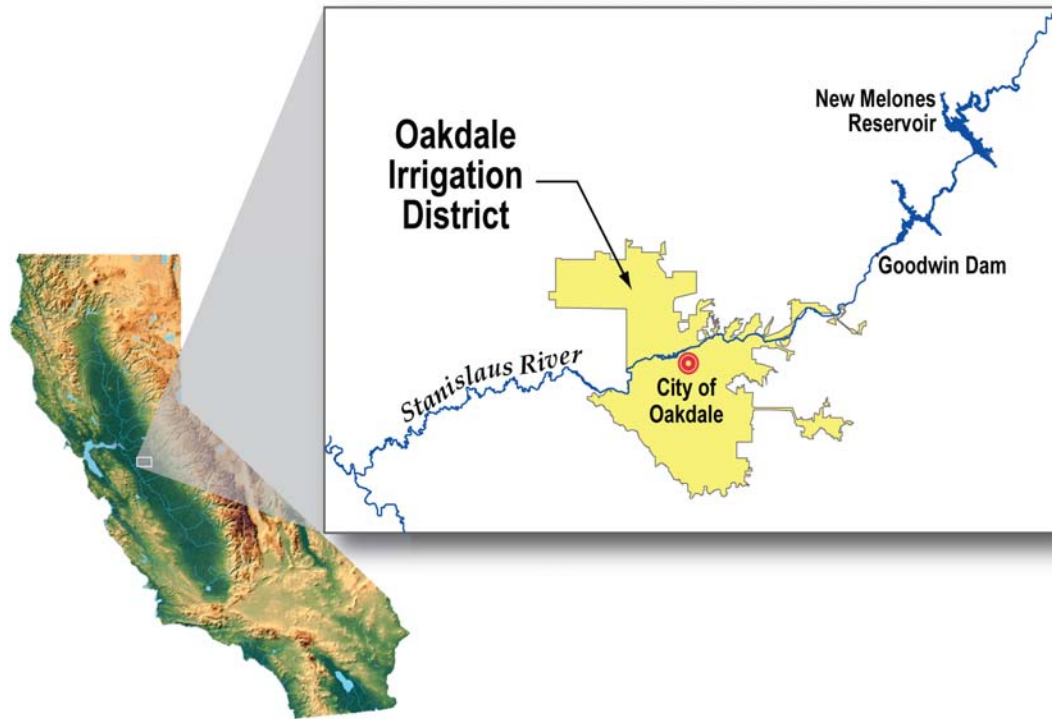 New Melones
Reservoir
Oakdale
Irrigation
District
Goodwin Dam
Stanislaus River
City of
Oakdale